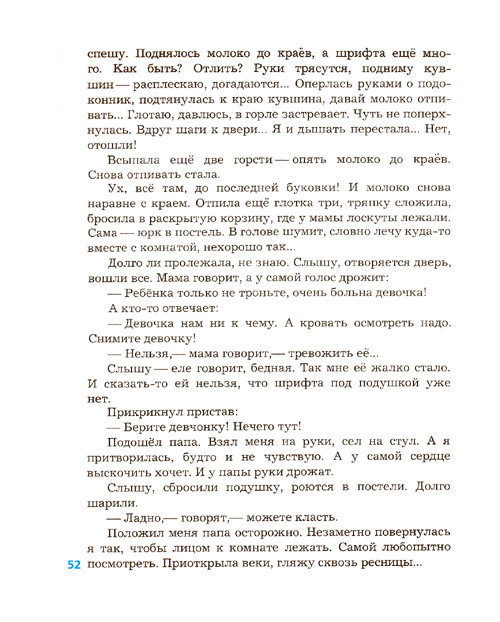 спешу. Поднялось молоко до краёв, а шрифта ещё мно-
го. Как быть? Отлить? Руки трясутся, подниму кув-
шин — расплескаю, догадаются... Оперлась руками о подо-
конник, подтянулась к краю кувшина, давай молоко отпи-
вать... Глотаю, давлюсь, в горле застревает. Чуть не поперх-
нулась. Вдруг шаги к двери... Я и дышать перестала... Нет,
отошли!
Всыпала ещё две горсти — опять молоко до краёв.
Снова отпивать стала.
Ух, всё там, до последней буковки! И молоко снова
наравне с краем. Отпила ещё глотка три, тряпку сложила,
бросила в раскрытую корзину, где у мамы лоскуты лежали.
Сама — юрк в постель. В голове шумит, словно лечу куда-то
вместе с комнатой, нехорошо так...
Долго ли пролежала, не знаю. Слышу, отворяется дверь,
вошли все. Мама говорит, а у самой голос дрожит:
— Ребёнка только не троньте, очень больна девочка!
А кто-то отвечает:
— Девочка нам ни к чему. А кровать осмотреть надо.
Снимите девочку!
— Нельзя,— мама говорит,— тревожить её...
Слышу — еле говорит, бедная. Так мне её жалко стало.
И сказать-то ей нельзя, что шрифта под подушкой уже
нет.
Прикрикнул пристав:
— Берите девчонку! Нечего тут!
Подошёл папа. Взял меня на руки, сел на стул. А я
притворилась, будто и не чувствую. А у самой сердце
выскочить хочет. И у папы руки дрожат.
Слышу, сбросили подушку, роются в постели. Долго
шарили.
— Ладно,— говорят,— можете класть.
Положил меня папа осторожно. Незаметно повернулась
я так, чтобы лицом к комнате лежать. Самой любопытно
посмотреть. Приоткрыла веки, гляжу сквозь ресницы...
52